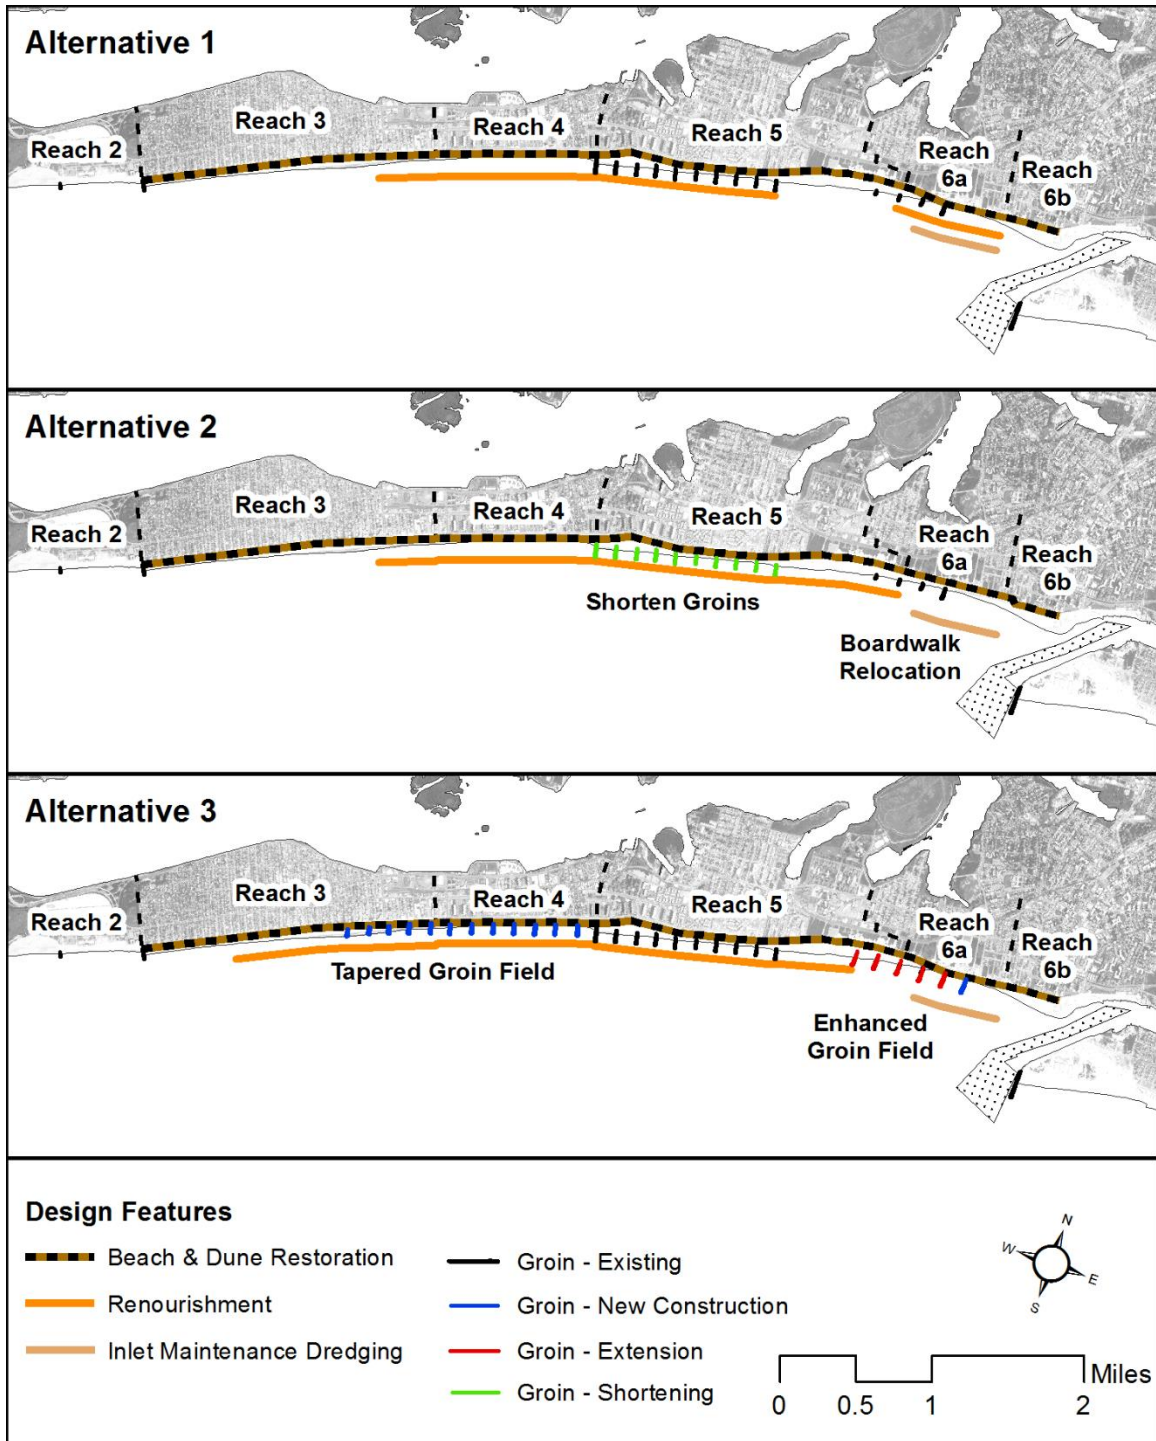 Alternative 1
Reach 2
Reach 3
Reach 4
Reach 5
Reach
6a
Reach
6b
Alternative 2
Reach 2
Reach 3
Reach 4
Reach 5
Reach
6a
Reach
6b
Shorten Groins
Boardwalk
Relocation
Alternative 3
Reach 2
Reach 3
Reach 4
Reach 5
Reach
6a
Reach
6b
Tapered Groin Field
Enhanced
Groin Field
Design Features
Beach & Dune Restoration
Renourishment
Inlet Maintenance Dredging
Groin - Existing
Groin - New Construction
Groin - Extension
Groin - Shortening
N
W
E
S
Miles
0 0.5 1 2